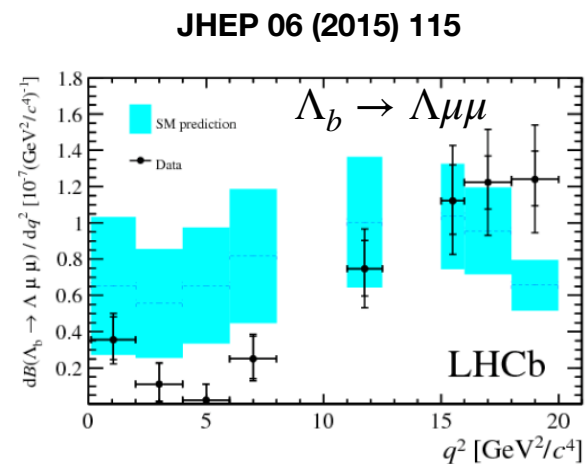 JHEP 06 (2015) 115
Λ_b → Λμμ
SM prediction
Data
dB(Λ_b → Λ μ μ) / dq² [10⁻⁷(GeV²/c⁴)⁻¹]
1.8
1.6
1.4
1.2
1
0.8
0.6
0.4
0.2
LHCb
0 5 10 15 20
q² [GeV²/c⁴]